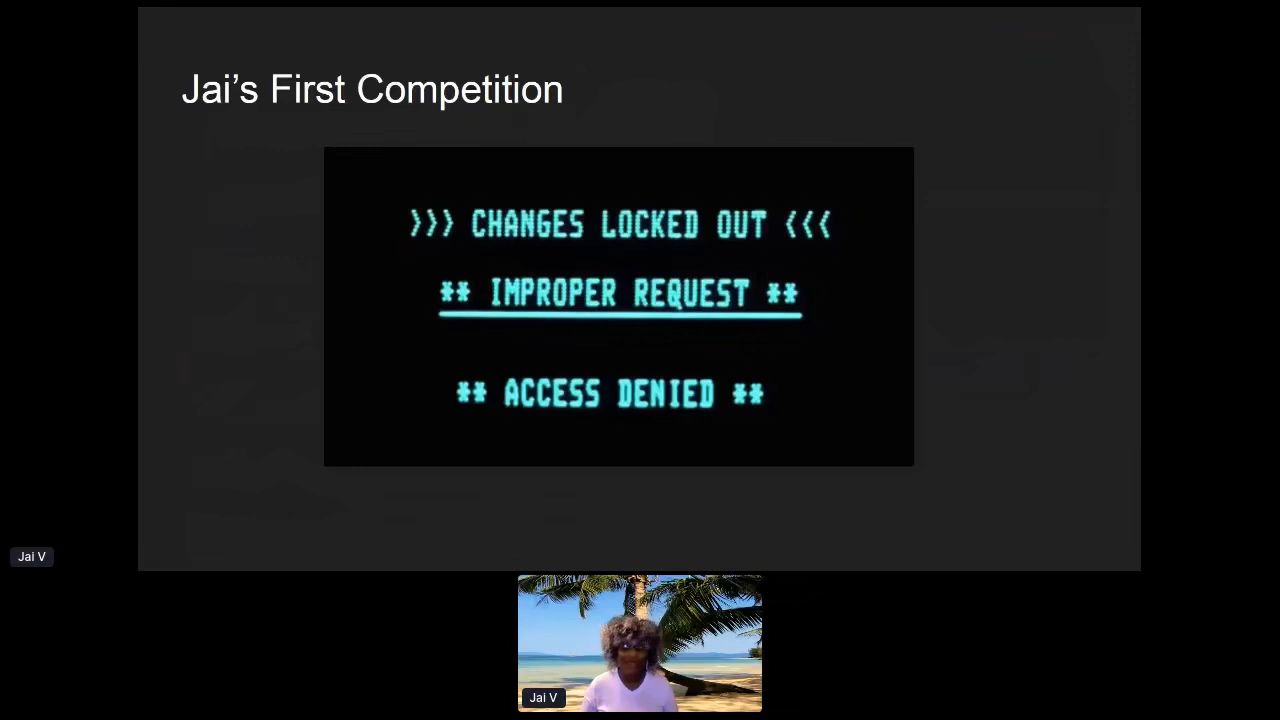 Jai’s First Competition
⟩⟩⟩ CHANGES LOCKED OUT ⟨⟨⟨
** IMPROPER REQUEST **
** ACCESS DENIED **
Jai V
Jai V